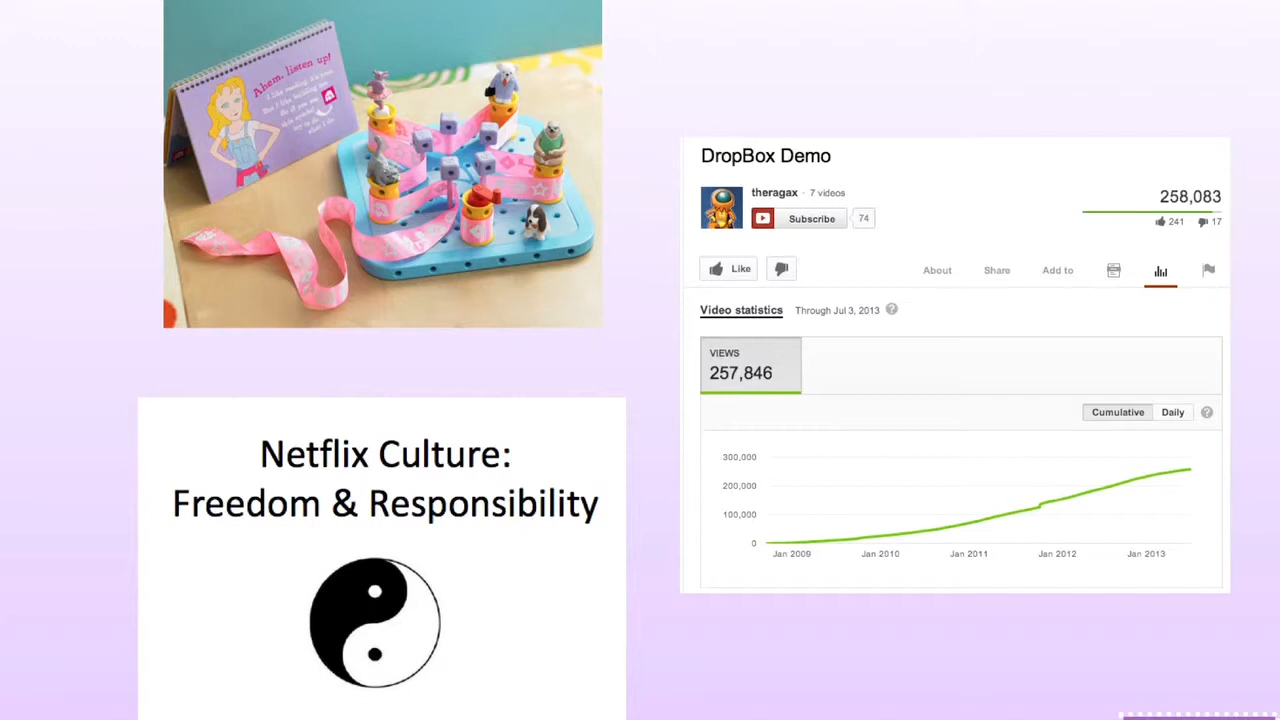 Ahem, listen up!
Netflix Culture:
Freedom & Responsibility
DropBox Demo
theragax · 7 videos
258,083
Subscribe
74
241
17
Like
About
Share
Add to
Video statistics
Through Jul 3, 2013
?
VIEWS
257,846
Cumulative
Daily
?
300,000
200,000
100,000
0
Jan 2009
Jan 2010
Jan 2011
Jan 2012
Jan 2013